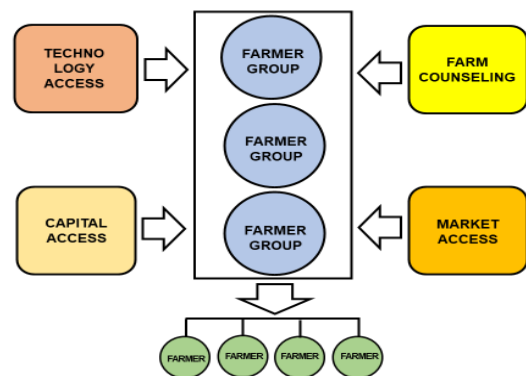 TECHNO
LOGY
ACCESS
FARMER
GROUP
FARM
COUNSELING
FARMER
GROUP
CAPITAL
ACCESS
FARMER
GROUP
MARKET
ACCESS
FARMER
FARMER
FARMER
FARMER